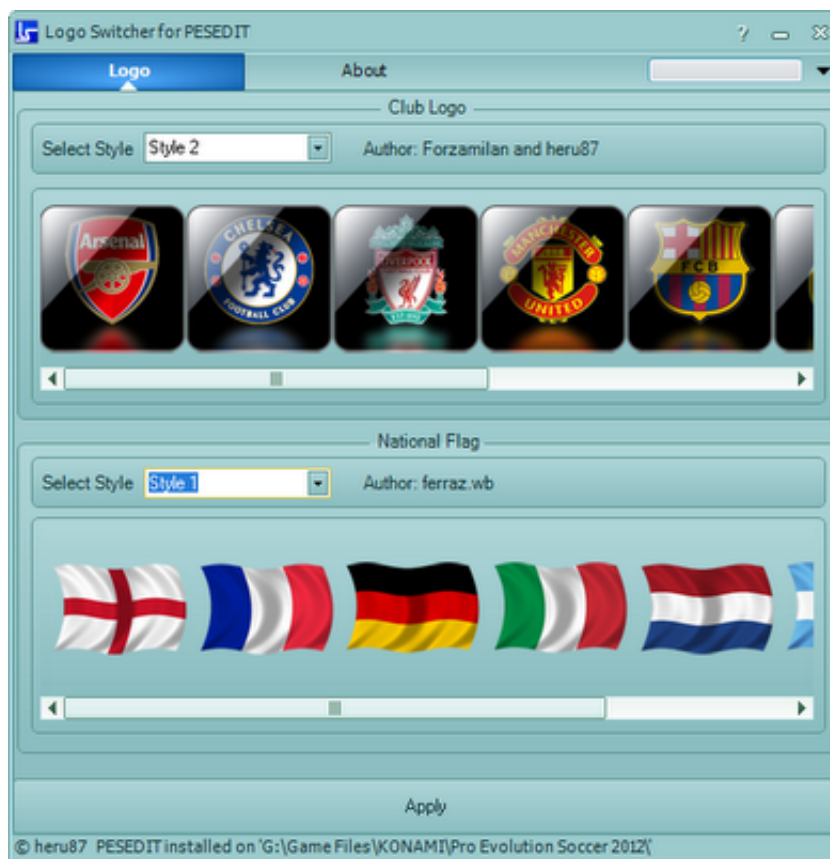 Logo Switcher for PESEDIT
Logo About
Club Logo
Select Style Style 2 Author: Forzamilan and heru87
Arsenal
CHELSEA
FOOTBALL CLUB
LIVERPOOL
MANCHESTER
UNITED
FCB
National Flag
Select Style Style 1 Author: ferraz.wb
Apply
© heru87 PESEDIT installed on 'G:\Game Files\KONAMI\Pro Evolution Soccer 2012\'